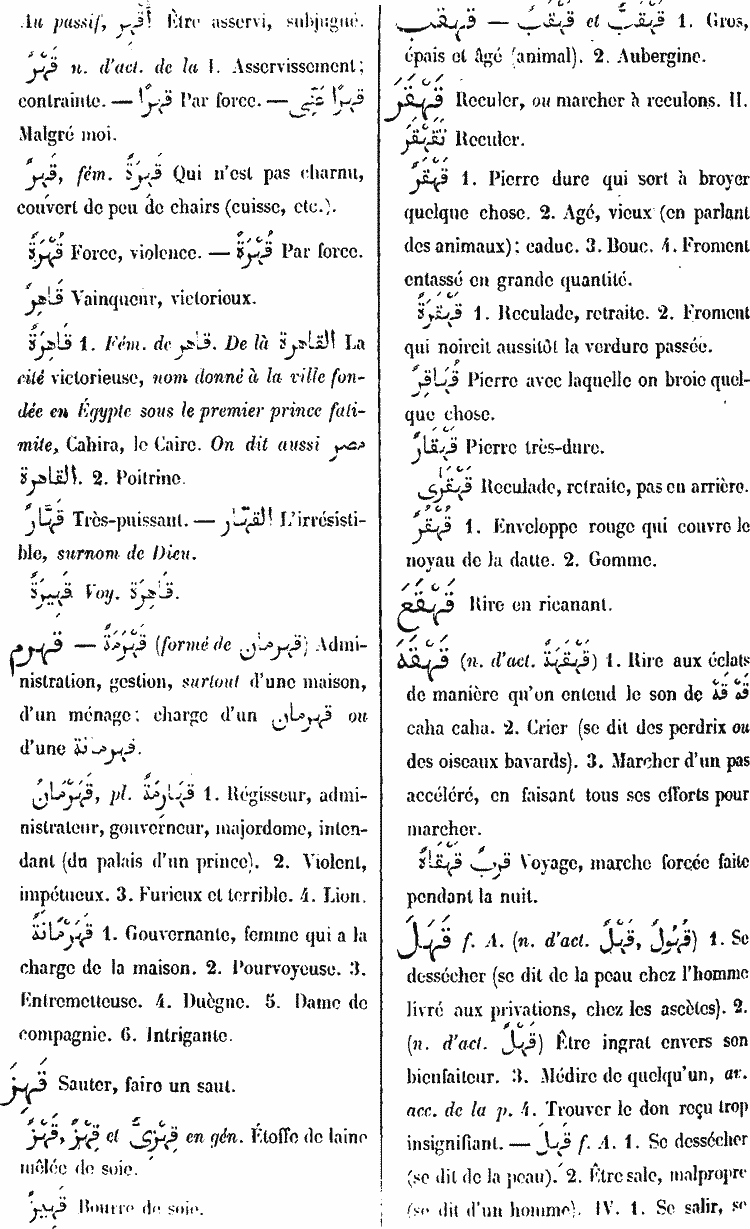 Au passif, أُقْهِرَ Être asservi, subjugué.
قَهْرٌ n. d'act. de la I. Asservissement;
contrainte. — قَهْرًا Par force. — قَهْرًا عَنِّي
Malgré moi.
قَهِرٌ, fém. قَهِرَةٌ Qui n'est pas charnu,
couvert de peu de chairs (cuisse, etc.).
قَهْرَةٌ Force, violence. — قَهْرَةً Par force.
قَاهِرٌ Vainqueur, victorieux.
قَاهِرَةٌ 1. Fém. de قاهر. De là القاهرة La
cité victorieuse, nom donné à la ville fon-
dée en Égypte sous le premier prince fati-
mite, Cahira, le Caire. On dit aussi مصر
القاهرة. 2. Poitrine.
قَهَّارٌ Très-puissant. — القَهَّار L'irrésisti-
ble, surnom de Dieu.
قَهِيرَةٌ Voy. قَاهِرَةٌ.
قهرم — قَهْرَمَةٌ (formé de قهرمان) Admi-
nistration, gestion, surtout d'une maison,
d'un ménage; charge d'un قهرمان ou
d'une قهرمانة.
قَهْرَمَانٌ, pl. قَهَارِمَةٌ 1. Régisseur, admi-
nistrateur, gouverneur, majordome, inten-
dant (du palais d'un prince). 2. Violent,
impétueux. 3. Furieux et terrible. 4. Lion.
قَهْرَمَانَةٌ 1. Gouvernante, femme qui a la
charge de la maison. 2. Pourvoyeuse. 3.
Entremetteuse. 4. Duègne. 5. Dame de
compagnie. 6. Intrigante.
قَهَزَ Sauter, faire un saut.
قَهْزٌ, قِهْزٌ et قِهْزِيٌّ en gén. Étoffe de laine
mêlée de soie.
قَهِيزٌ Bourre de soie.
قهقب — قَهْقَبٌ et قَهْقَبٌّ 1. Gros,
épais et âgé (animal). 2. Aubergine.
قَهْقَرَ Reculer, ou marcher à reculons. II.
تَقَهْقَرَ Reculer.
قَهْقَرٌ 1. Pierre dure qui sert à broyer
quelque chose. 2. Agé, vieux (en parlant
des animaux); caduc. 3. Bouc. 4. Froment
entassé en grande quantité.
قَهْقَرَةٌ 1. Reculade, retraite. 2. Froment
qui noircit aussitôt la verdure passée.
قُهَاقِرٌ Pierre avec laquelle on broie quel-
que chose.
قَهْقَارٌ Pierre très-dure.
قَهْقَرَى Reculade, retraite, pas en arrière.
قُهْقُرٌ 1. Enveloppe rouge qui couvre le
noyau de la datte. 2. Gomme.
قَهْقَعَ Rire en ricanant.
قَهْقَهَ (n. d'act. قَهْقَهَةٌ) 1. Rire aux éclats
de manière qu'on entend le son de قَهْ قَهْ
caha caha. 2. Crier (se dit des perdrix ou
des oiseaux bavards). 3. Marcher d'un pas
accéléré, en faisant tous ses efforts pour
marcher.
قَرَبٌ قَهْقَاهٌ Voyage, marche forcée faite
pendant la nuit.
قَهَلَ f. A. (n. d'act. قَهْلٌ, قُهُولٌ) 1. Se
dessécher (se dit de la peau chez l'homme
livré aux privations, chez les ascètes). 2.
(n. d'act. قَهْلٌ) Être ingrat envers son
bienfaiteur. 3. Médire de quelqu'un, av.
acc. de la p. 4. Trouver le don reçu trop
insignifiant. — قَهِلَ f. A. 1. Se dessécher
(se dit de la peau). 2. Être sale, malpropre
(se dit d'un homme). IV. 1. Se salir, se